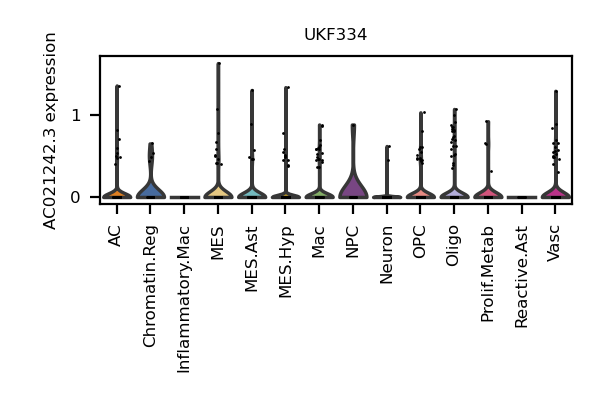 UKF334
AC021242.3 expression
1
0
AC
Chromatin.Reg
Inflammatory.Mac
MES
MES.Ast
MES.Hyp
Mac
NPC
Neuron
OPC
Oligo
Prolif.Metab
Reactive.Ast
Vasc